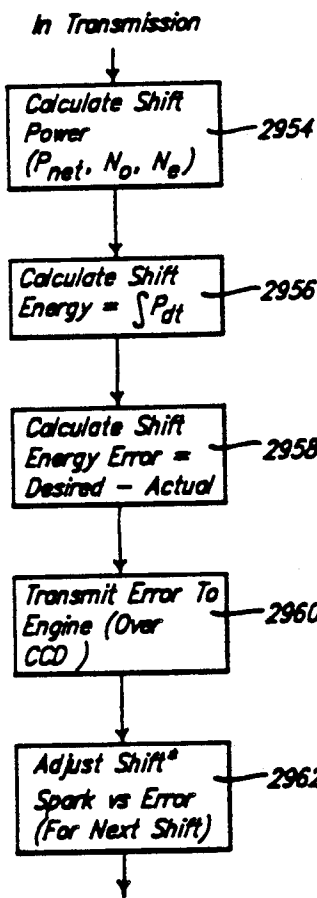 In Transmission
Calculate Shift
Power
(Pnet, No, Ne)
2954
Calculate Shift
Energy = ∫Pdt
2956
Calculate Shift
Energy Error =
Desired - Actual
2958
Transmit Error To
Engine (Over
CCD )
2960
Adjust Shift*
Spark vs Error
(For Next Shift)
2962